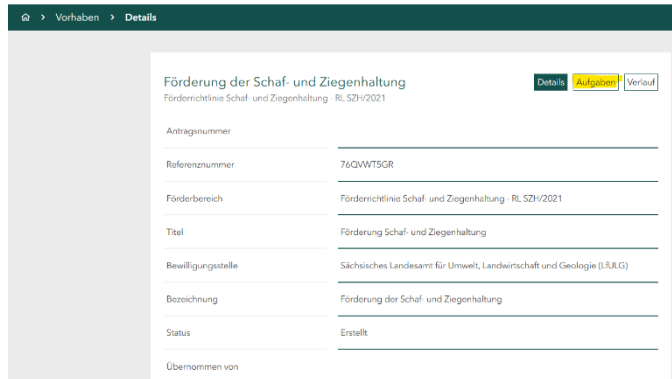 Vorhaben > Details
Förderung der Schaf- und Ziegenhaltung
Details Aufgaben Verlauf
Förderrichtlinie Schaf- und Ziegenhaltung - RL SZH/2021
Antragsnummer
Referenznummer 76QVWT5GR
Förderbereich Förderrichtlinie Schaf- und Ziegenhaltung - RL SZH/2021
Titel Förderung Schaf- und Ziegenhaltung
Bewilligungsstelle Sächsisches Landesamt für Umwelt, Landwirtschaft und Geologie (LfULG)
Bezeichnung Förderung der Schaf- und Ziegenhaltung
Status Erstellt
Übernommen von